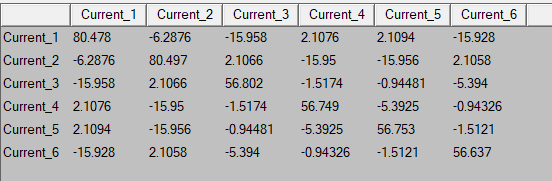 Current_1 Current_2 Current_3 Current_4 Current_5 Current_6
Current_1 80.478 -6.2876 -15.958 2.1076 2.1094 -15.928
Current_2 -6.2876 80.497 2.1066 -15.95 -15.956 2.1058
Current_3 -15.958 2.1066 56.802 -1.5174 -0.94481 -5.394
Current_4 2.1076 -15.95 -1.5174 56.749 -5.3925 -0.94326
Current_5 2.1094 -15.956 -0.94481 -5.3925 56.753 -1.5121
Current_6 -15.928 2.1058 -5.394 -0.94326 -1.5121 56.637